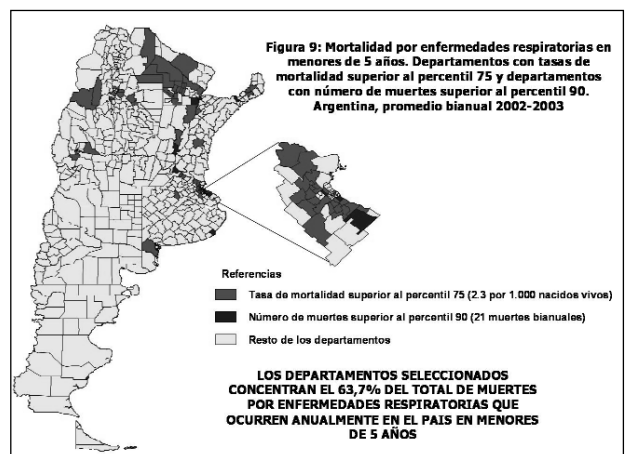 Figura 9: Mortalidad por enfermedades respiratorias en
menores de 5 años. Departamentos con tasas de
mortalidad superior al percentil 75 y departamentos
con número de muertes superior al percentil 90.
Argentina, promedio bianual 2002-2003
Referencias
Tasa de mortalidad superior al percentil 75 (2.3 por 1.000 nacidos vivos)
Número de muertes superior al percentil 90 (21 muertes bianuales)
Resto de los departamentos
LOS DEPARTAMENTOS SELECCIONADOS
CONCENTRAN EL 63,7% DEL TOTAL DE MUERTES
POR ENFERMEDADES RESPIRATORIAS QUE
OCURREN ANUALMENTE EN EL PAIS EN MENORES
DE 5 AÑOS